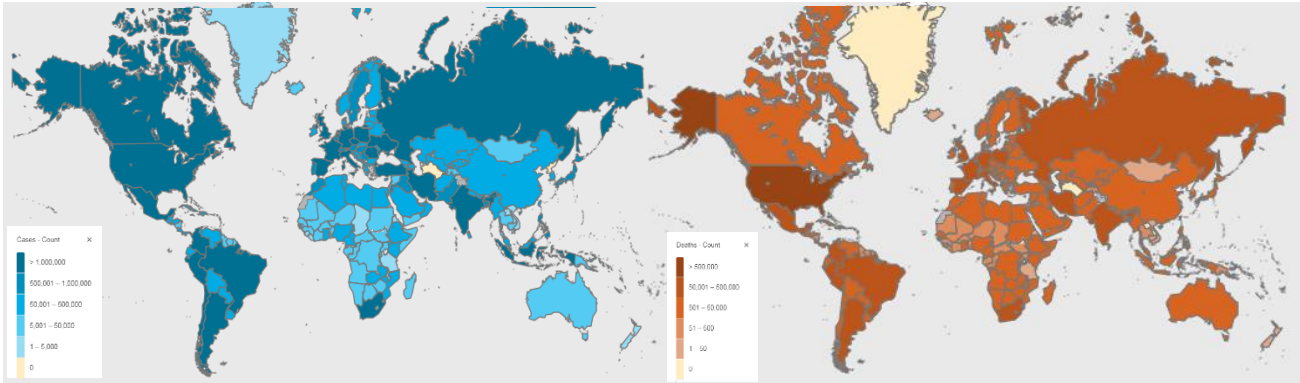 Cases - Count ×
> 1,000,000
500,001 – 1,000,000
50,001 – 500,000
5,001 – 50,000
1 – 5,000
0
Deaths - Count ×
> 500,000
50,001 – 500,000
501 – 50,000
51 – 500
1 – 50
0